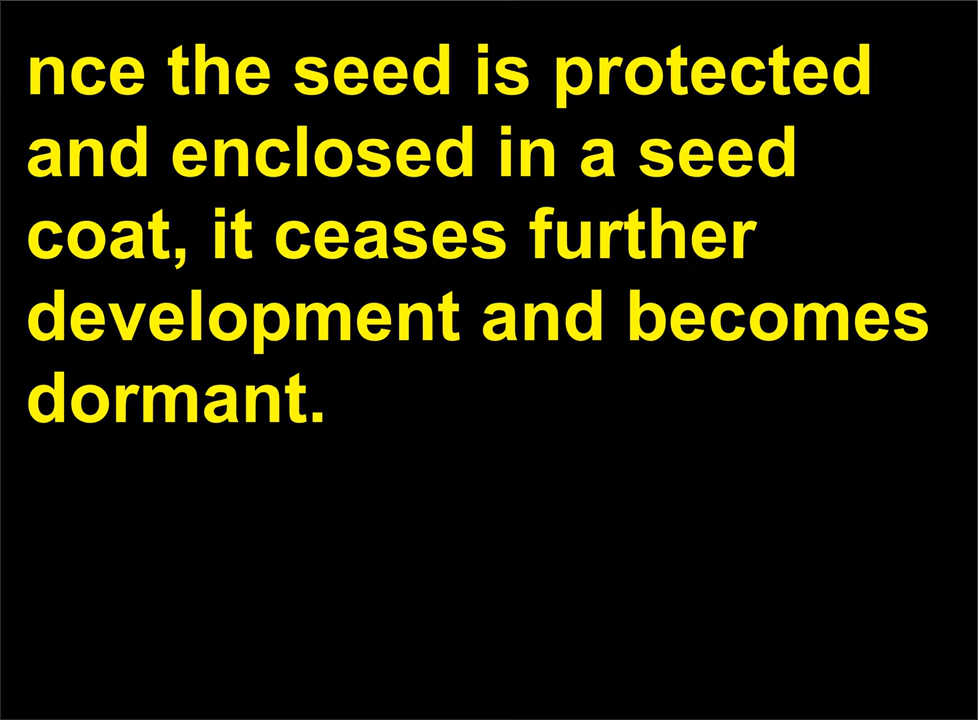 nce the seed is protected
and enclosed in a seed
coat, it ceases further
development and becomes
dormant.